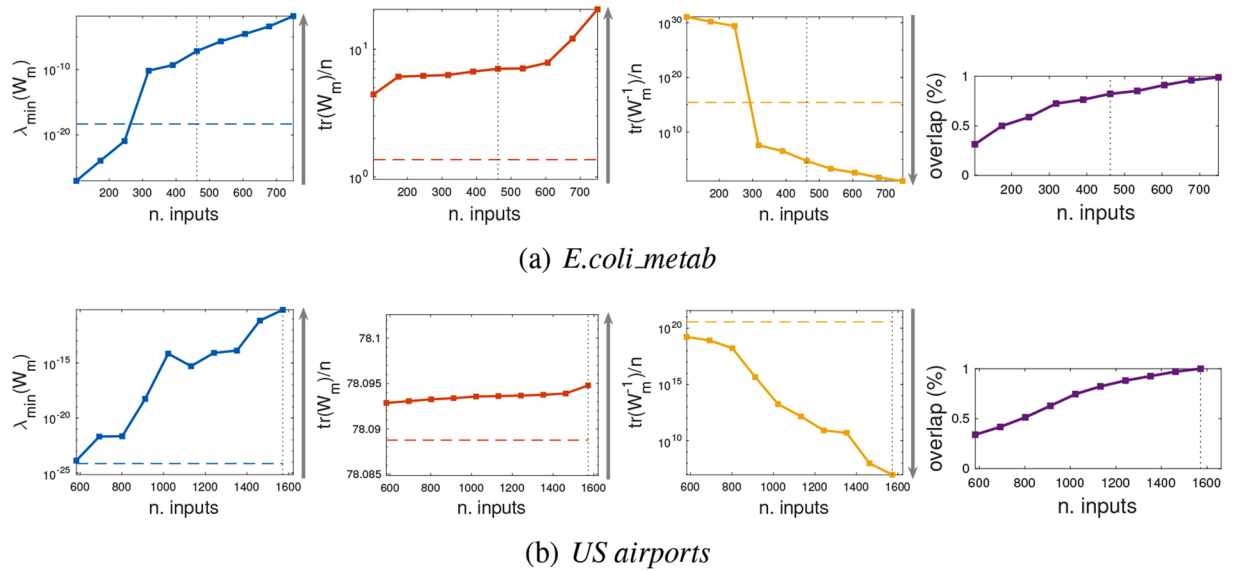 λmin(Wm)
10^-10
10^-20
200 300 400 500 600 700
n. inputs
tr(Wm)/n
10^1
10^0
200 300 400 500 600 700
n. inputs
tr(Wm^-1)/n
10^30
10^20
10^10
200 300 400 500 600 700
n. inputs
overlap (%)
1
0.5
0
200 300 400 500 600 700
n. inputs
(a) E.coli_metab
λmin(Wm)
10^-15
10^-20
10^-25
600 800 1000 1200 1400 1600
n. inputs
tr(Wm)/n
78.1
78.095
78.09
78.085
600 800 1000 1200 1400 1600
n. inputs
tr(Wm^-1)/n
10^20
10^15
10^10
600 800 1000 1200 1400 1600
n. inputs
overlap (%)
1
0.5
0
600 800 1000 1200 1400 1600
n. inputs
(b) US airports